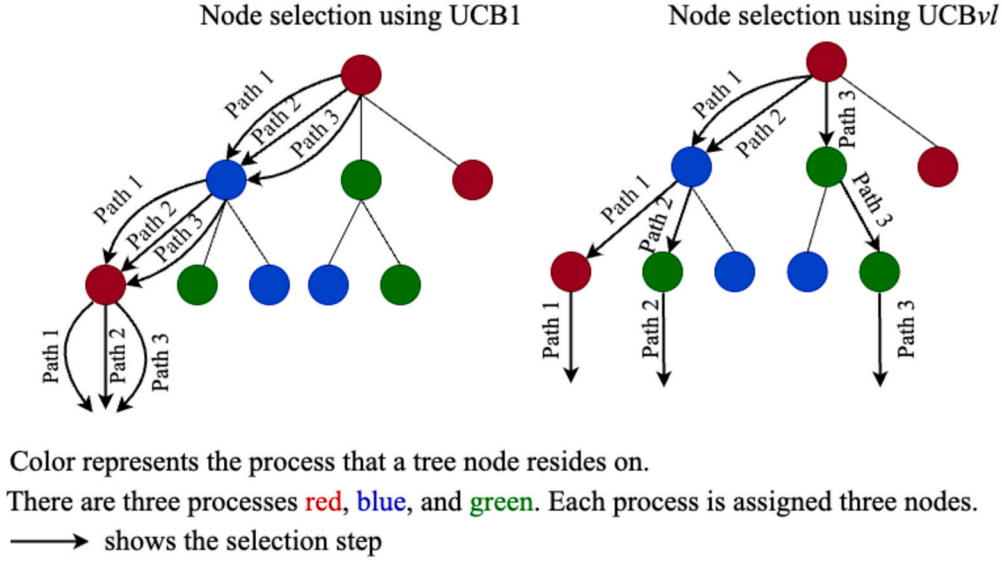 Node selection using UCB1
Node selection using UCBvl
Path 1
Path 2
Path 3
Path 1
Path 2
Path 3
Path 1
Path 2
Path 3
Path 1
Path 2
Path 3
Path 1
Path 2
Path 3
Path 1
Path 2
Path 3
Color represents the process that a tree node resides on.
There are three processes red, blue, and green. Each process is assigned three nodes.
shows the selection step